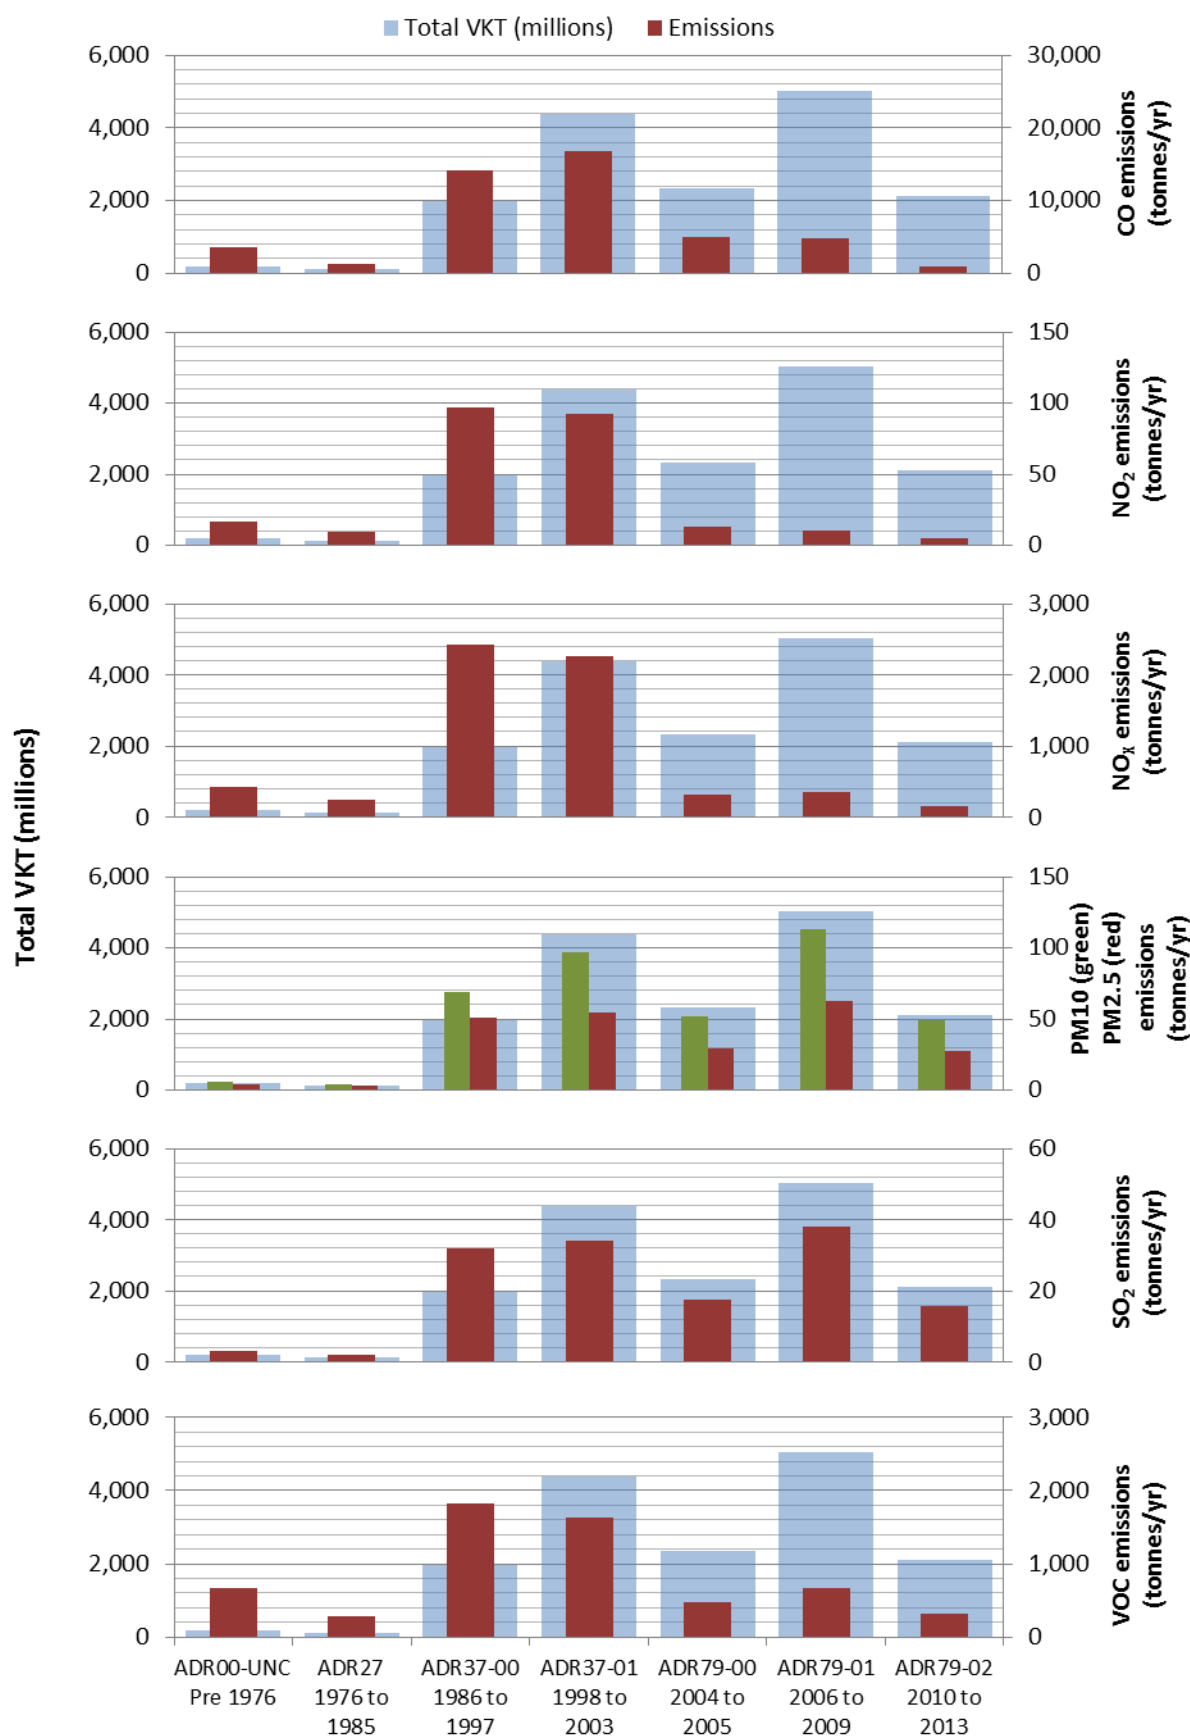 Total VKT (millions) Emissions
6,000
4,000
2,000
0
30,000
20,000
10,000
0
CO emissions
(tonnes/yr)
6,000
4,000
2,000
0
150
100
50
0
NO₂ emissions
(tonnes/yr)
6,000
4,000
2,000
0
3,000
2,000
1,000
0
NOₓ emissions
(tonnes/yr)
Total VKT (millions)
6,000
4,000
2,000
0
150
100
50
0
PM10 (green)
PM2.5 (red)
emissions
(tonnes/yr)
6,000
4,000
2,000
0
60
40
20
0
SO₂ emissions
(tonnes/yr)
6,000
4,000
2,000
0
3,000
2,000
1,000
0
VOC emissions
(tonnes/yr)
ADR00-UNC
Pre 1976
ADR27
1976 to
1985
ADR37-00
1986 to
1997
ADR37-01
1998 to
2003
ADR79-00
2004 to
2005
ADR79-01
2006 to
2009
ADR79-02
2010 to
2013